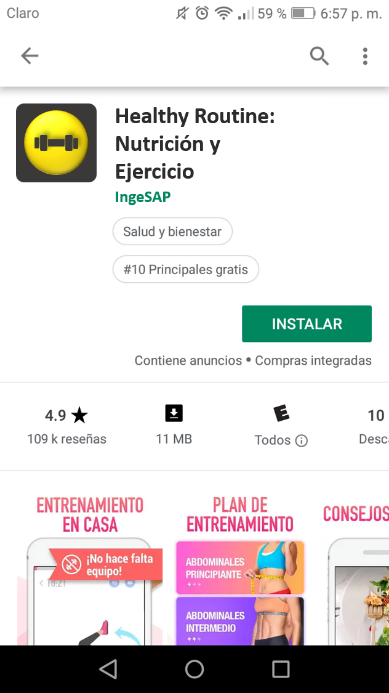 Claro 59 % 6:57 p. m.
Healthy Routine:
Nutrición y
Ejercicio
IngeSAP
Salud y bienestar
#10 Principales gratis
INSTALAR
Contiene anuncios • Compras integradas
4.9 ★
109 k reseñas
11 MB
E
Todos
10
Desc
ENTRENAMIENTO
EN CASA
¡No hace falta
equipo!
10:21
PLAN DE
ENTRENAMIENTO
ABDOMINALES
PRINCIPIANTE
ABDOMINALES
INTERMEDIO
CONSEJOS